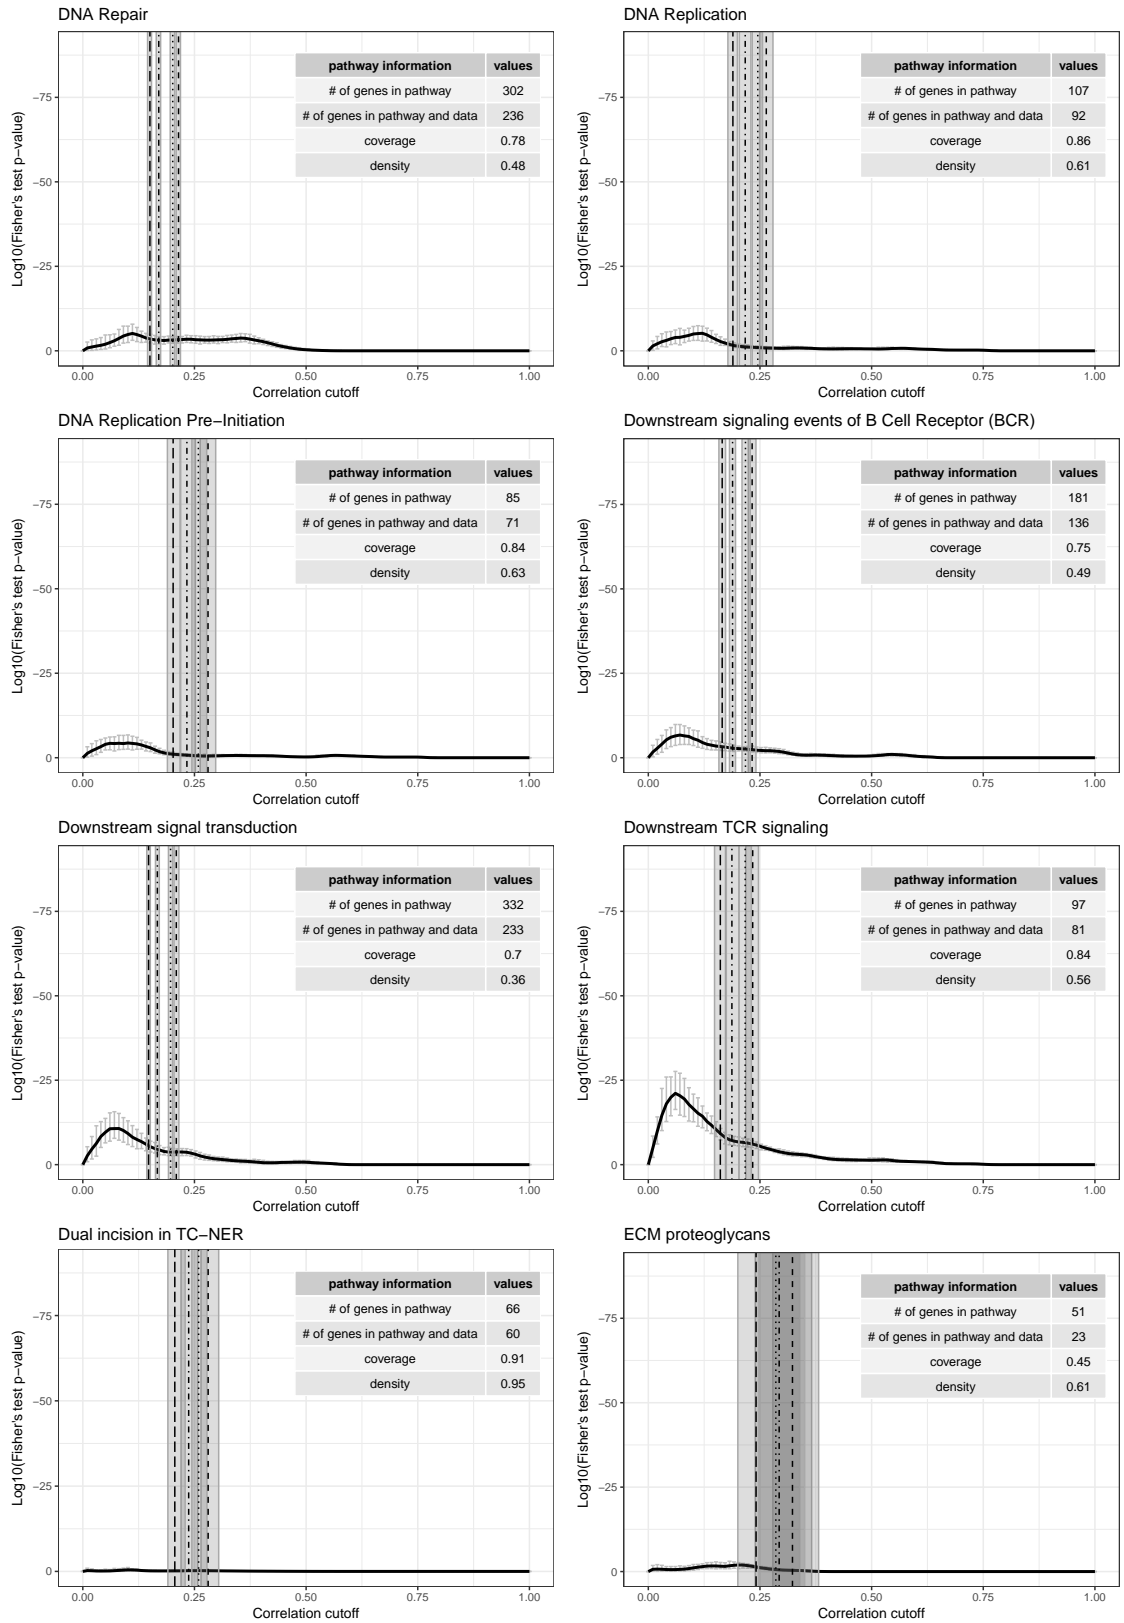 DNA Repair
Log10(Fisher's test p−value)
−75
−50
−25
0
pathway information values
# of genes in pathway 302
# of genes in pathway and data 236
coverage 0.78
density 0.48
0.00 0.25 0.50 0.75 1.00
Correlation cutoff
DNA Replication
Log10(Fisher's test p−value)
−75
−50
−25
0
pathway information values
# of genes in pathway 107
# of genes in pathway and data 92
coverage 0.86
density 0.61
0.00 0.25 0.50 0.75 1.00
Correlation cutoff
DNA Replication Pre−Initiation
Log10(Fisher's test p−value)
−75
−50
−25
0
pathway information values
# of genes in pathway 85
# of genes in pathway and data 71
coverage 0.84
density 0.63
0.00 0.25 0.50 0.75 1.00
Correlation cutoff
Downstream signaling events of B Cell Receptor (BCR)
Log10(Fisher's test p−value)
−75
−50
−25
0
pathway information values
# of genes in pathway 181
# of genes in pathway and data 136
coverage 0.75
density 0.49
0.00 0.25 0.50 0.75 1.00
Correlation cutoff
Downstream signal transduction
Log10(Fisher's test p−value)
−75
−50
−25
0
pathway information values
# of genes in pathway 332
# of genes in pathway and data 233
coverage 0.7
density 0.36
0.00 0.25 0.50 0.75 1.00
Correlation cutoff
Downstream TCR signaling
Log10(Fisher's test p−value)
−75
−50
−25
0
pathway information values
# of genes in pathway 97
# of genes in pathway and data 81
coverage 0.84
density 0.56
0.00 0.25 0.50 0.75 1.00
Correlation cutoff
Dual incision in TC−NER
Log10(Fisher's test p−value)
−75
−50
−25
0
pathway information values
# of genes in pathway 66
# of genes in pathway and data 60
coverage 0.91
density 0.95
0.00 0.25 0.50 0.75 1.00
Correlation cutoff
ECM proteoglycans
Log10(Fisher's test p−value)
−75
−50
−25
0
pathway information values
# of genes in pathway 51
# of genes in pathway and data 23
coverage 0.45
density 0.61
0.00 0.25 0.50 0.75 1.00
Correlation cutoff